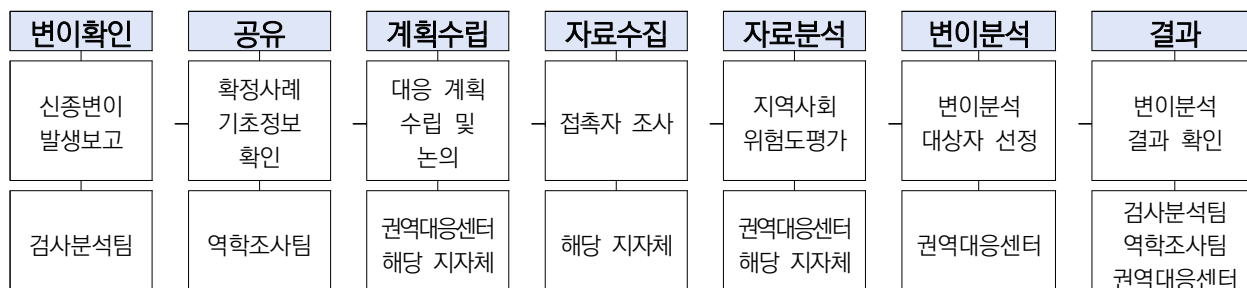 변이확인
공유
계획수립
자료수집
자료분석
변이분석
결과
신종변이
발생보고
확정사례
기초정보
확인
대응 계획
수립 및
논의
접촉자 조사
지역사회
위험도평가
변이분석
대상자 선정
변이분석
결과 확인
검사분석팀
역학조사팀
권역대응센터
해당 지자체
해당 지자체
권역대응센터
해당 지자체
권역대응센터
검사분석팀
역학조사팀
권역대응센터